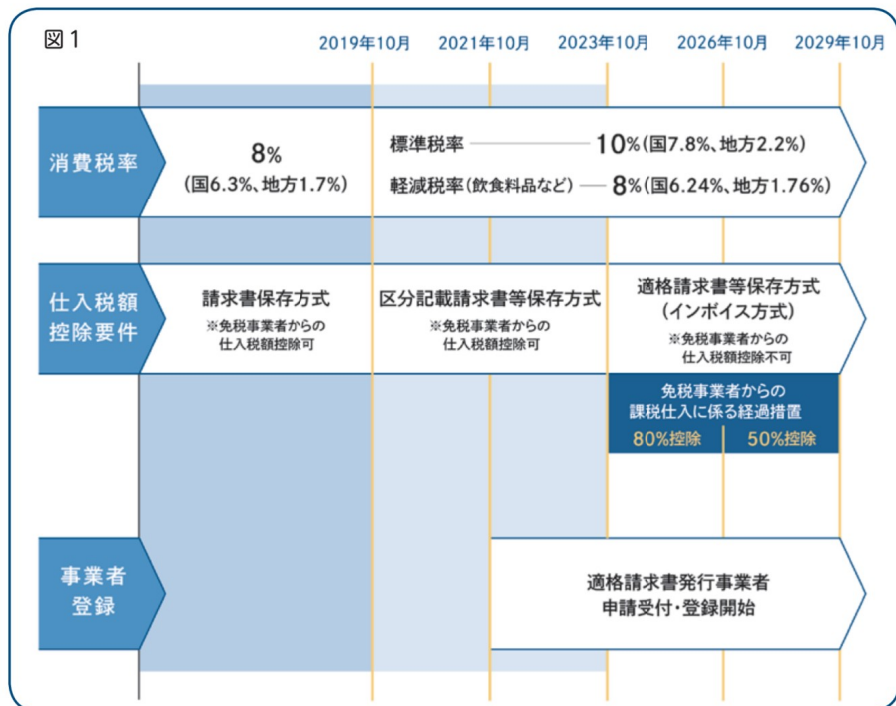 図1
2019年10月 2021年10月 2023年10月 2026年10月 2029年10月
消費税率
8%
(国6.3%、地方1.7%)
標準税率 10%(国7.8%、地方2.2%)
軽減税率(飲食料品など) 8%(国6.24%、地方1.76%)
仕入税額
控除要件
請求書保存方式
※免税事業者からの
仕入税額控除可
区分記載請求書等保存方式
※免税事業者からの
仕入税額控除可
適格請求書等保存方式
(インボイス方式)
※免税事業者からの
仕入税額控除不可
免税事業者からの
課税仕入に係る経過措置
80%控除 50%控除
事業者
登録
適格請求書発行事業者
申請受付・登録開始